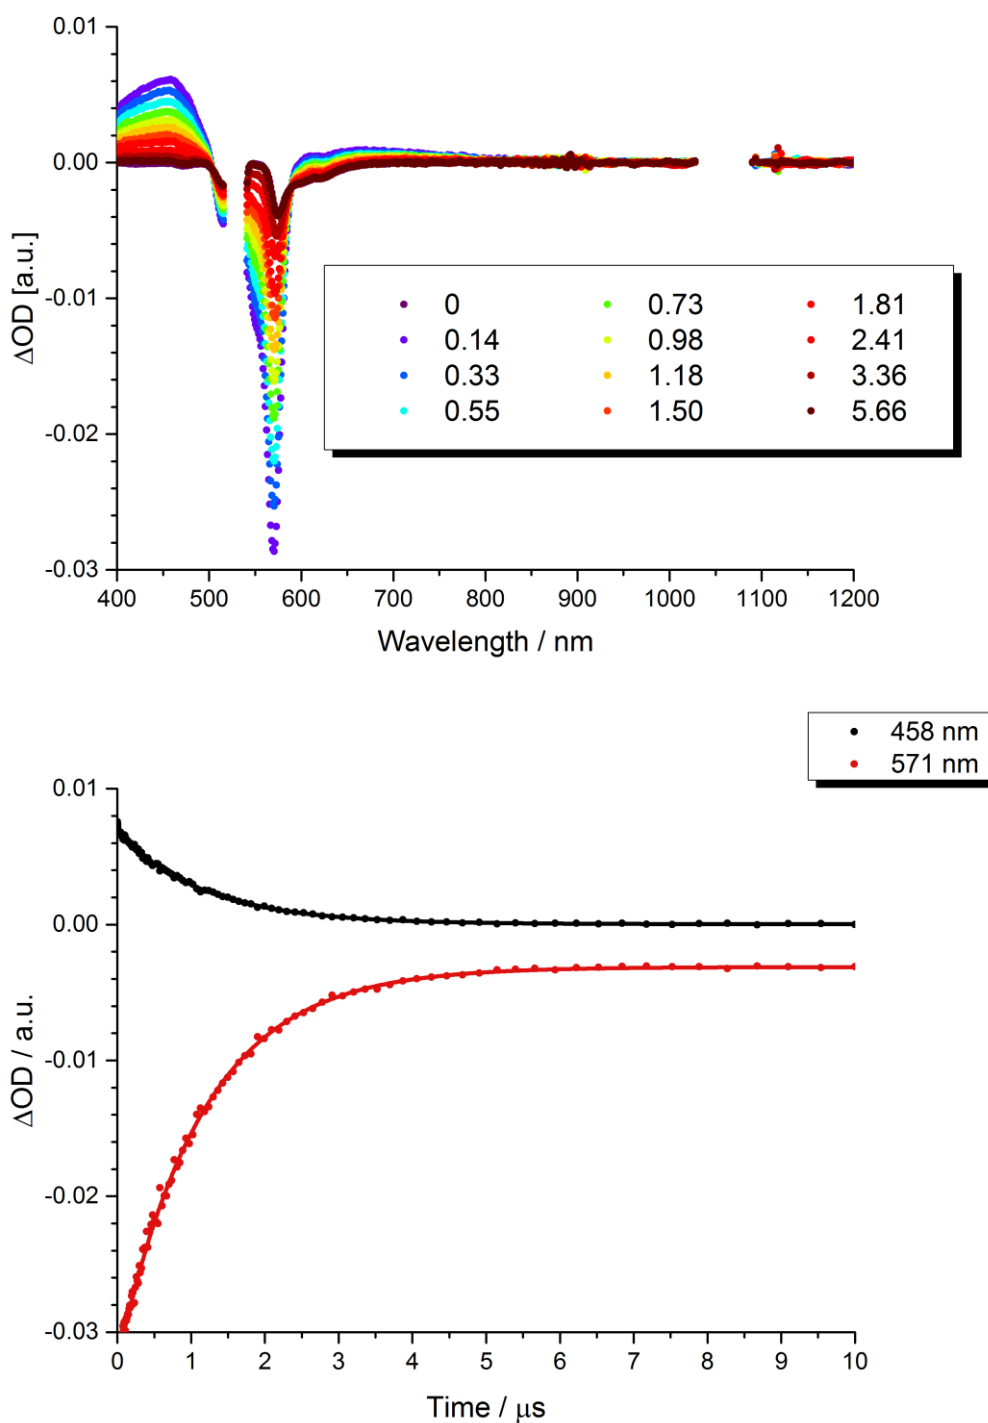 0.01
0.00
-0.01
-0.02
-0.03
ΔOD [a.u.]
0 0.73 1.81
0.14 0.98 2.41
0.33 1.18 3.36
0.55 1.50 5.66
400 500 600 700 800 900 1000 1100 1200
Wavelength / nm
458 nm
571 nm
0.01
0.00
-0.01
-0.02
-0.03
ΔOD / a.u.
0 1 2 3 4 5 6 7 8 9 10
Time / μs